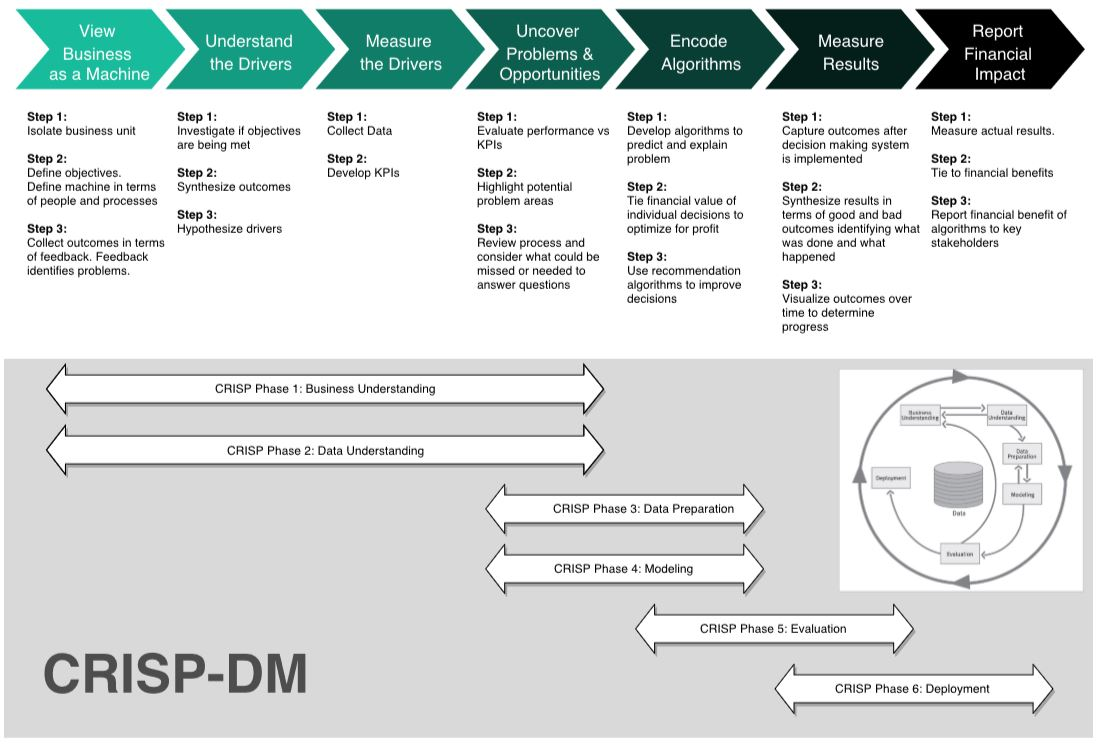 View
Business
as a Machine
Understand
the Drivers
Measure
the Drivers
Uncover
Problems &
Opportunities
Encode
Algorithms
Measure
Results
Report
Financial
Impact
Step 1:
Isolate business unit
Step 2:
Define objectives.
Define machine in terms
of people and processes
Step 3:
Collect outcomes in terms
of feedback. Feedback
identifies problems.
Step 1:
Investigate if objectives
are being met
Step 2:
Synthesize outcomes
Step 3:
Hypothesize drivers
Step 1:
Collect Data
Step 2:
Develop KPIs
Step 1:
Evaluate performance vs
KPIs
Step 2:
Highlight potential
problem areas
Step 3:
Review process and
consider what could be
missed or needed to
answer questions
Step 1:
Develop algorithms to
predict and explain
problem
Step 2:
Tie financial value of
individual decisions to
optimize for profit
Step 3:
Use recommendation
algorithms to improve
decisions
Step 1:
Capture outcomes after
decision making system
is implemented
Step 2:
Synthesize results in
terms of good and bad
outcomes identifying what
was done and what
happened
Step 3:
Visualize outcomes over
time to determine
progress
Step 1:
Measure actual results.
Step 2:
Tie to financial benefits
Step 3:
Report financial benefit of
algorithms to key
stakeholders
CRISP Phase 1: Business Understanding
CRISP Phase 2: Data Understanding
CRISP Phase 3: Data Preparation
CRISP Phase 4: Modeling
CRISP Phase 5: Evaluation
CRISP Phase 6: Deployment
CRISP-DM
Business
Understanding
Data
Understanding
Data
Preparation
Modeling
Deployment
Data
Evaluation